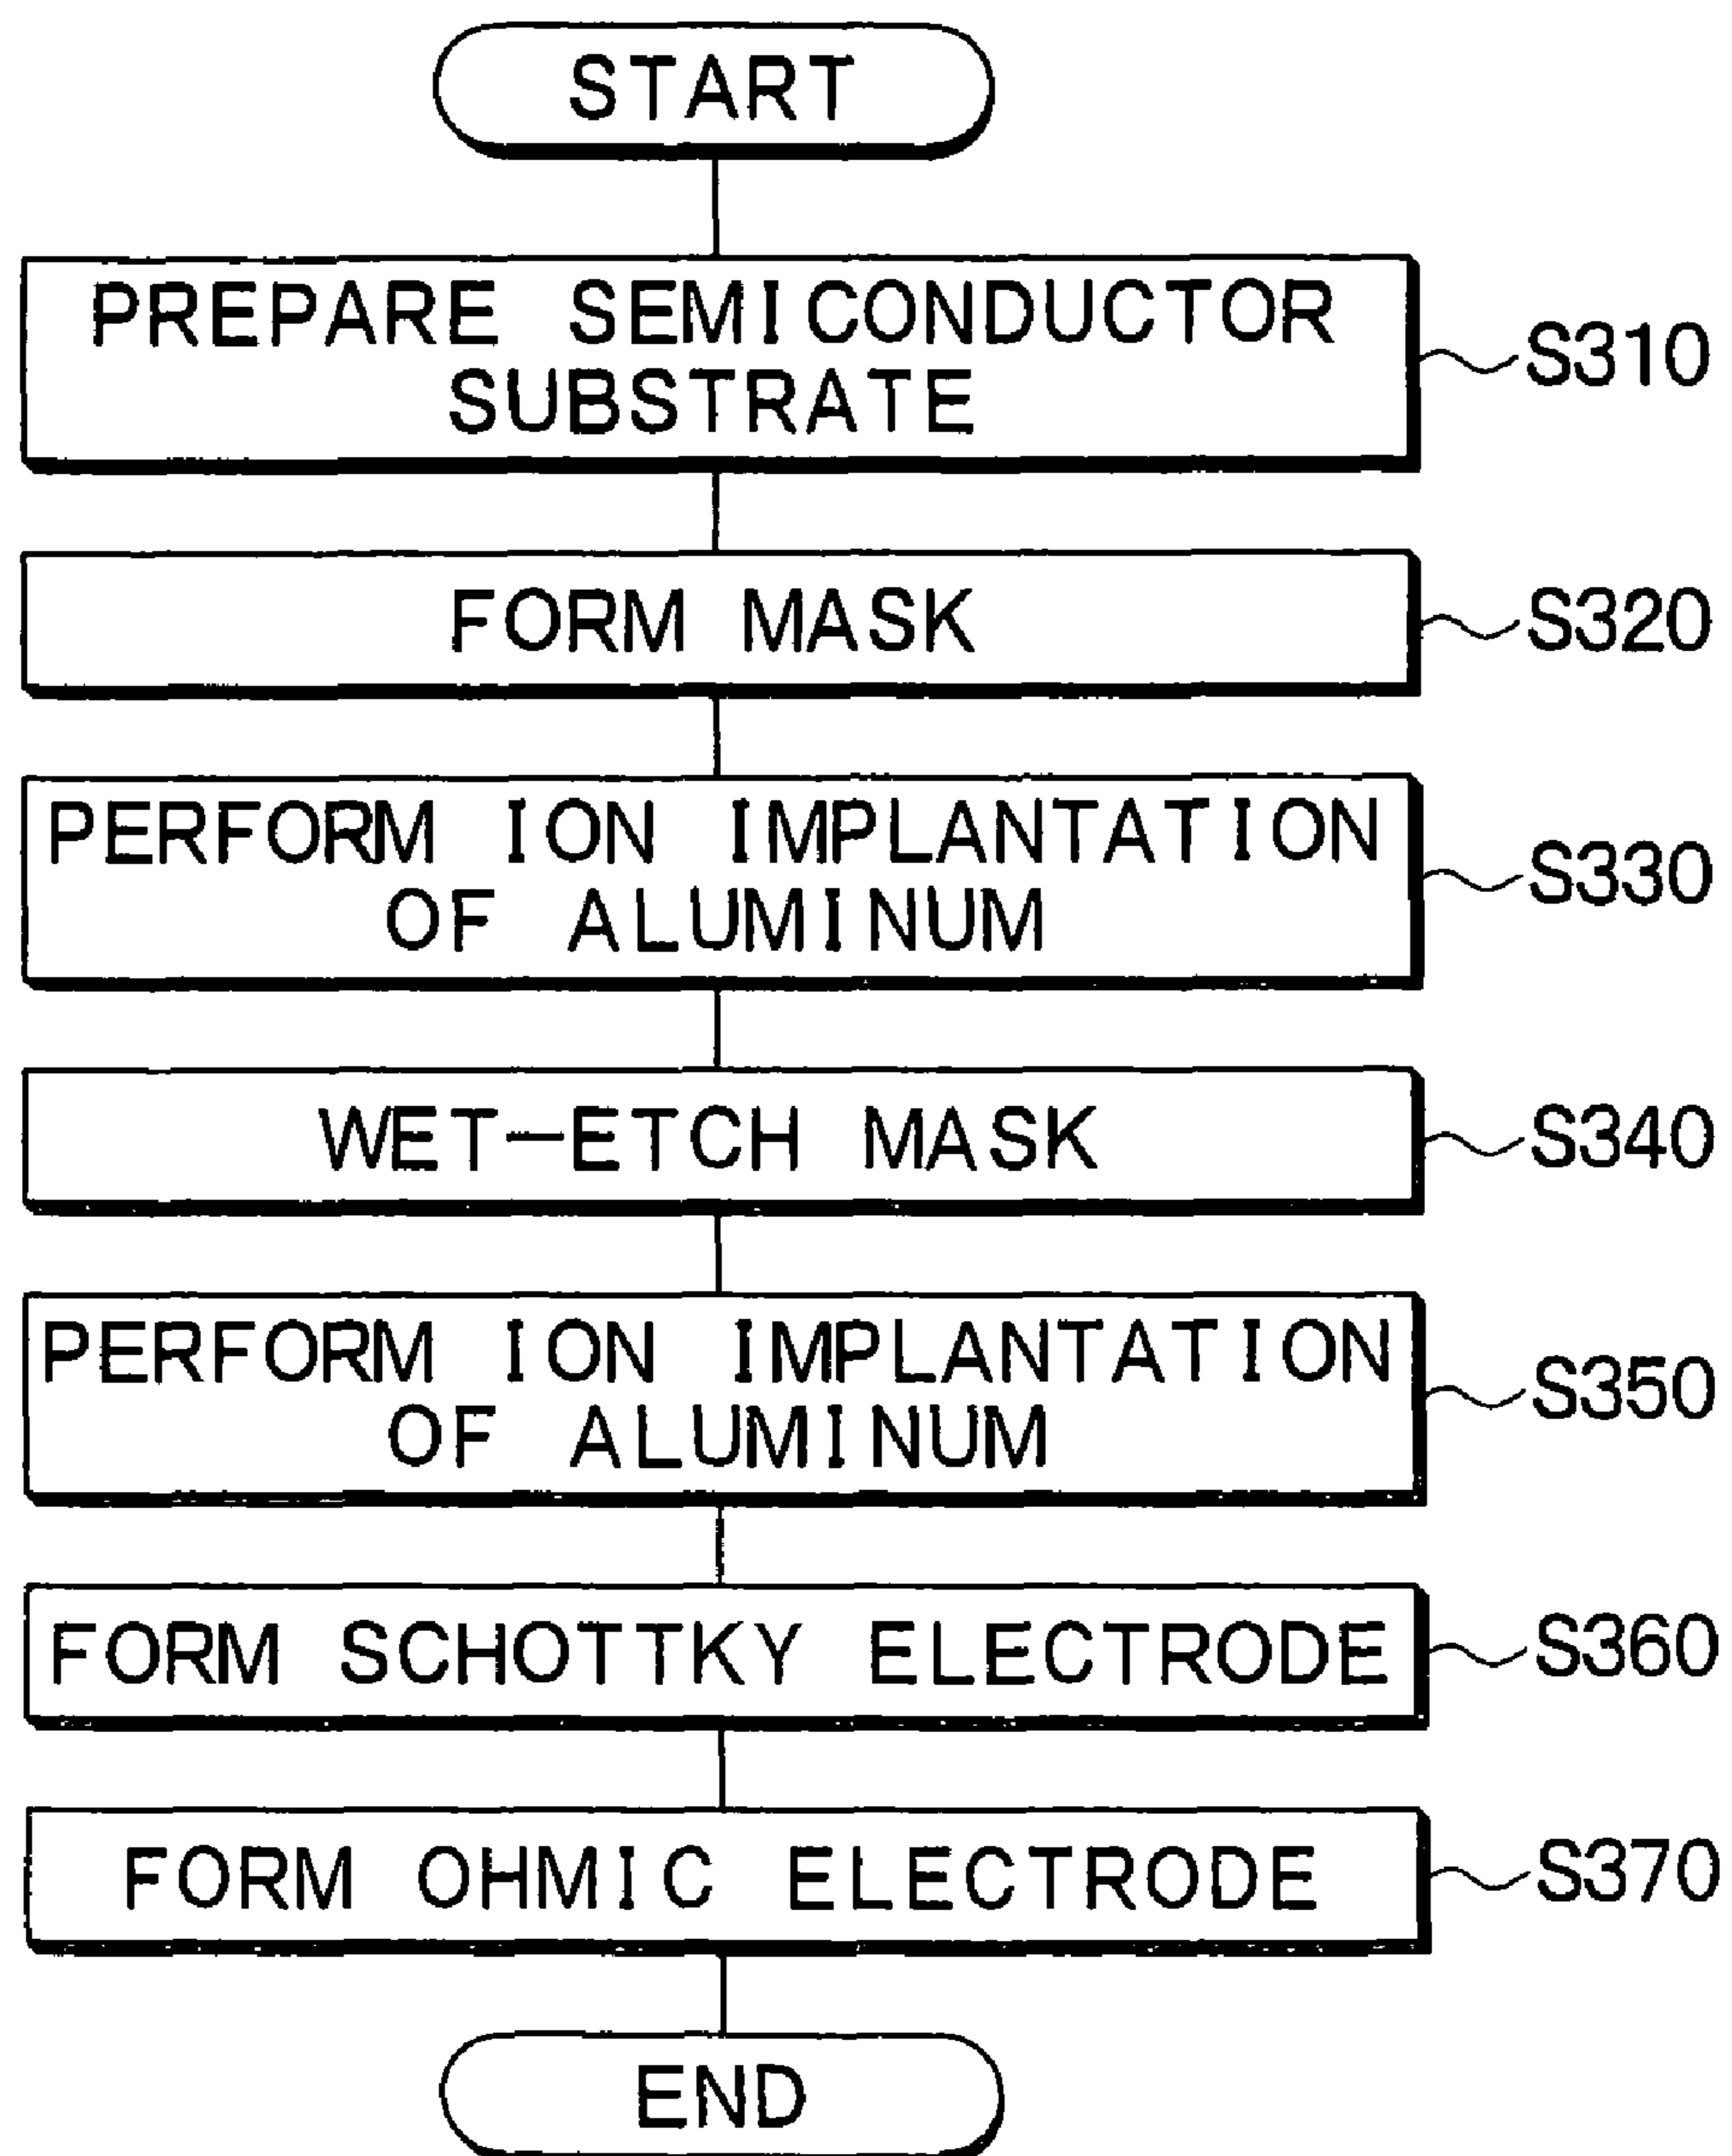 START
PREPARE SEMICONDUCTOR
SUBSTRATE
S310
FORM MASK
S320
PERFORM ION IMPLANTATION
OF ALUMINUM
S330
WET-ETCH MASK
S340
PERFORM ION IMPLANTATION
OF ALUMINUM
S350
FORM SCHOTTKY ELECTRODE
S360
FORM OHMIC ELECTRODE
S370
END